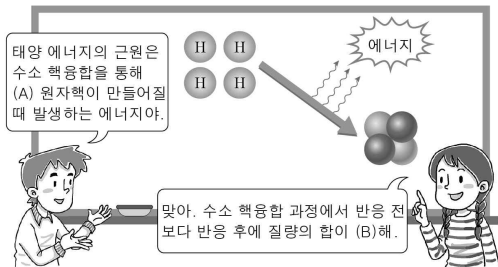 태양 에너지의 근원은
수소 핵융합을 통해
(A) 원자핵이 만들어질
때 발생하는 에너지야.
H H
H H
에너지
맞아. 수소 핵융합 과정에서 반응 전
보다 반응 후에 질량의 합이 (B)해.